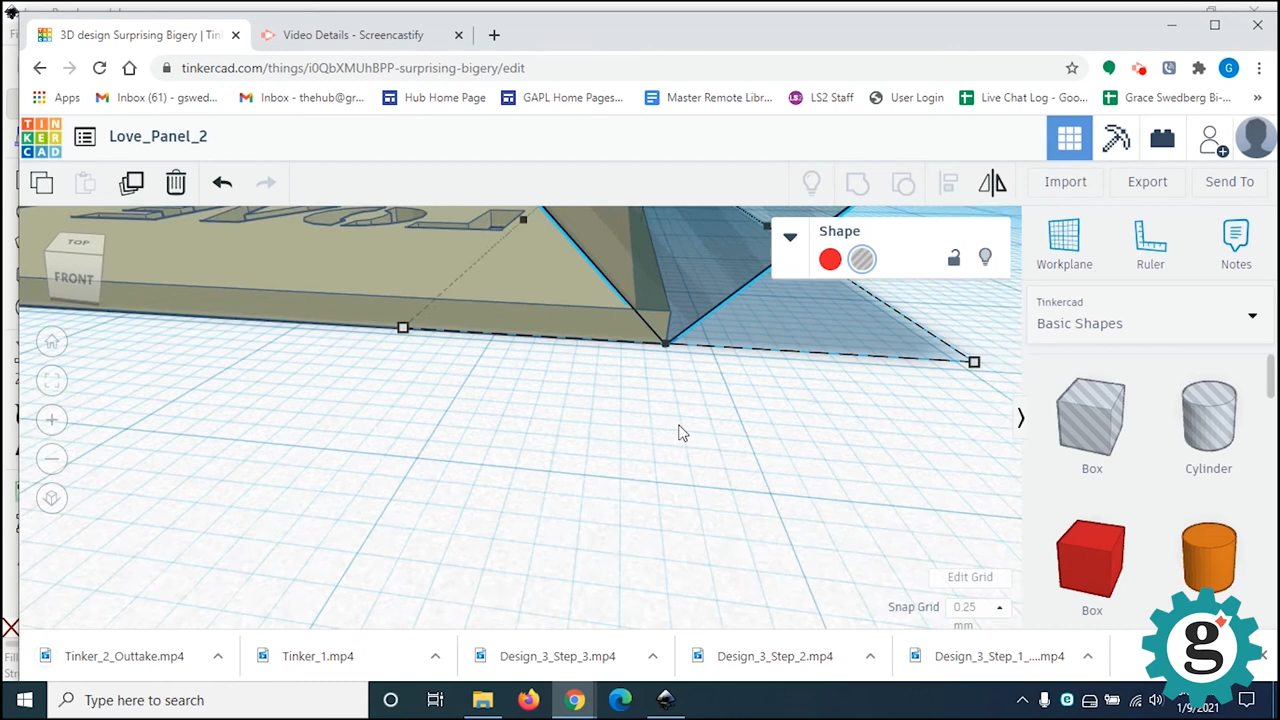 3D design Surprising Bigery | Tin
Video Details - Screencastify
tinkercad.com/things/i0QbXMUhBPP-surprising-bigery/edit
G
Apps
Inbox (61) - gswed...
Inbox - thehub@gr...
Hub Home Page
GAPL Home Pages...
Master Remote Lib...
LS2
LS2 Staff
User Login
Live Chat Log - Goo...
Grace Swedberg Bi-...
»
TIN
KER
CAD
Love_Panel_2
Import
Export
Send To
TOP
FRONT
Shape
Workplane
Ruler
Notes
Tinkercad
Basic Shapes
Box
Cylinder
Box
Edit Grid
Snap Grid
0.25
mm
g
Tinker_2_Outtake.mp4
Tinker_1.mp4
Design_3_Step_3.mp4
Design_3_Step_2.mp4
Design_3_Step_1_....mp4
Type here to search
1/9/2021